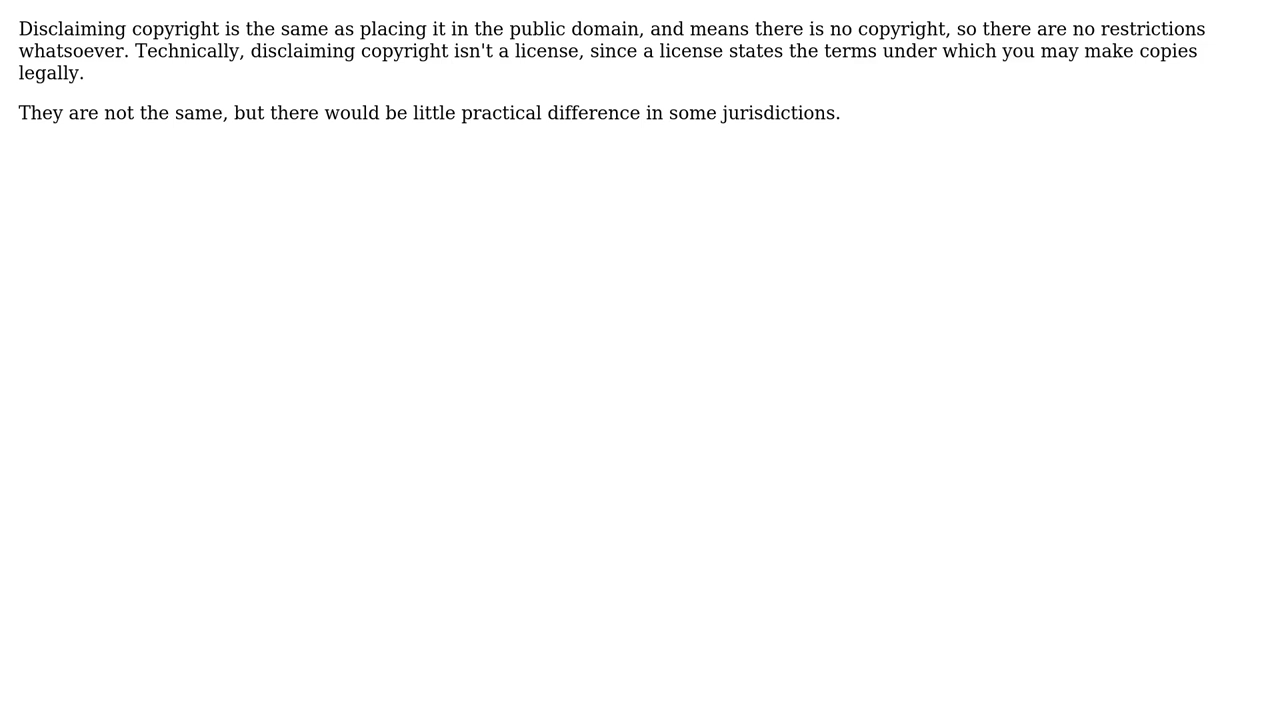 Disclaiming copyright is the same as placing it in the public domain, and means there is no copyright, so there are no restrictions
whatsoever. Technically, disclaiming copyright isn't a license, since a license states the terms under which you may make copies
legally.
They are not the same, but there would be little practical difference in some jurisdictions.